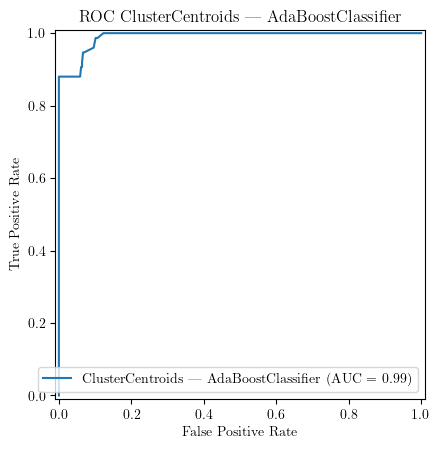 ROC ClusterCentroids — AdaBoostClassifier
True Positive Rate
1.0
0.8
0.6
0.4
0.2
0.0
ClusterCentroids — AdaBoostClassifier (AUC = 0.99)
0.0 0.2 0.4 0.6 0.8 1.0
False Positive Rate